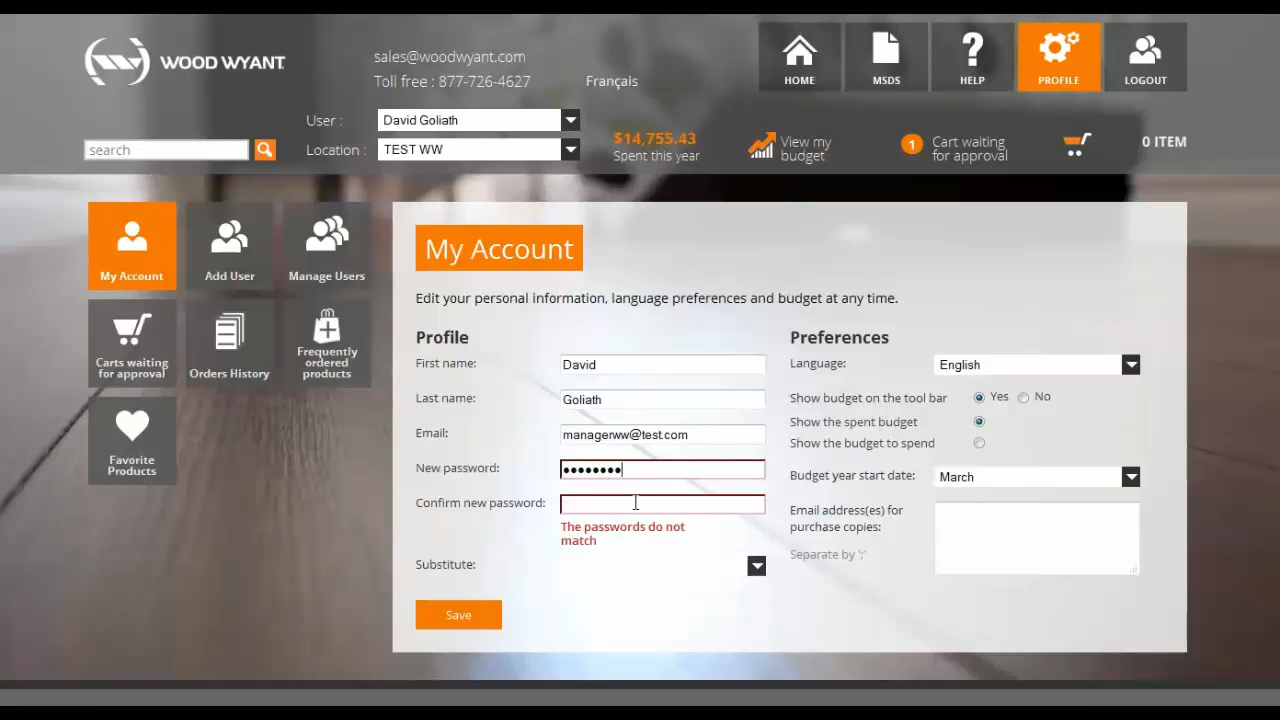 WOOD WYANT
sales@woodwyant.com
Toll free : 877-726-4627
Français
HOME
MSDS
HELP
PROFILE
LOGOUT
User :
David Goliath
search
Location :
TEST WW
$14,755.43
Spent this year
View my
budget
1
Cart waiting
for approval
0 ITEM
My Account
Add User
Manage Users
Carts waiting
for approval
Orders History
Frequently
ordered
products
Favorite
Products
My Account
Edit your personal information, language preferences and budget at any time.
Profile
First name:
David
Last name:
Goliath
Email:
managerww@test.com
New password:
••••••••
Confirm new password:
The passwords do not
match
Substitute:
Save
Preferences
Language:
English
Show budget on the tool bar
Yes
No
Show the spent budget
Show the budget to spend
Budget year start date:
March
Email address(es) for
purchase copies:
Separate by ';'